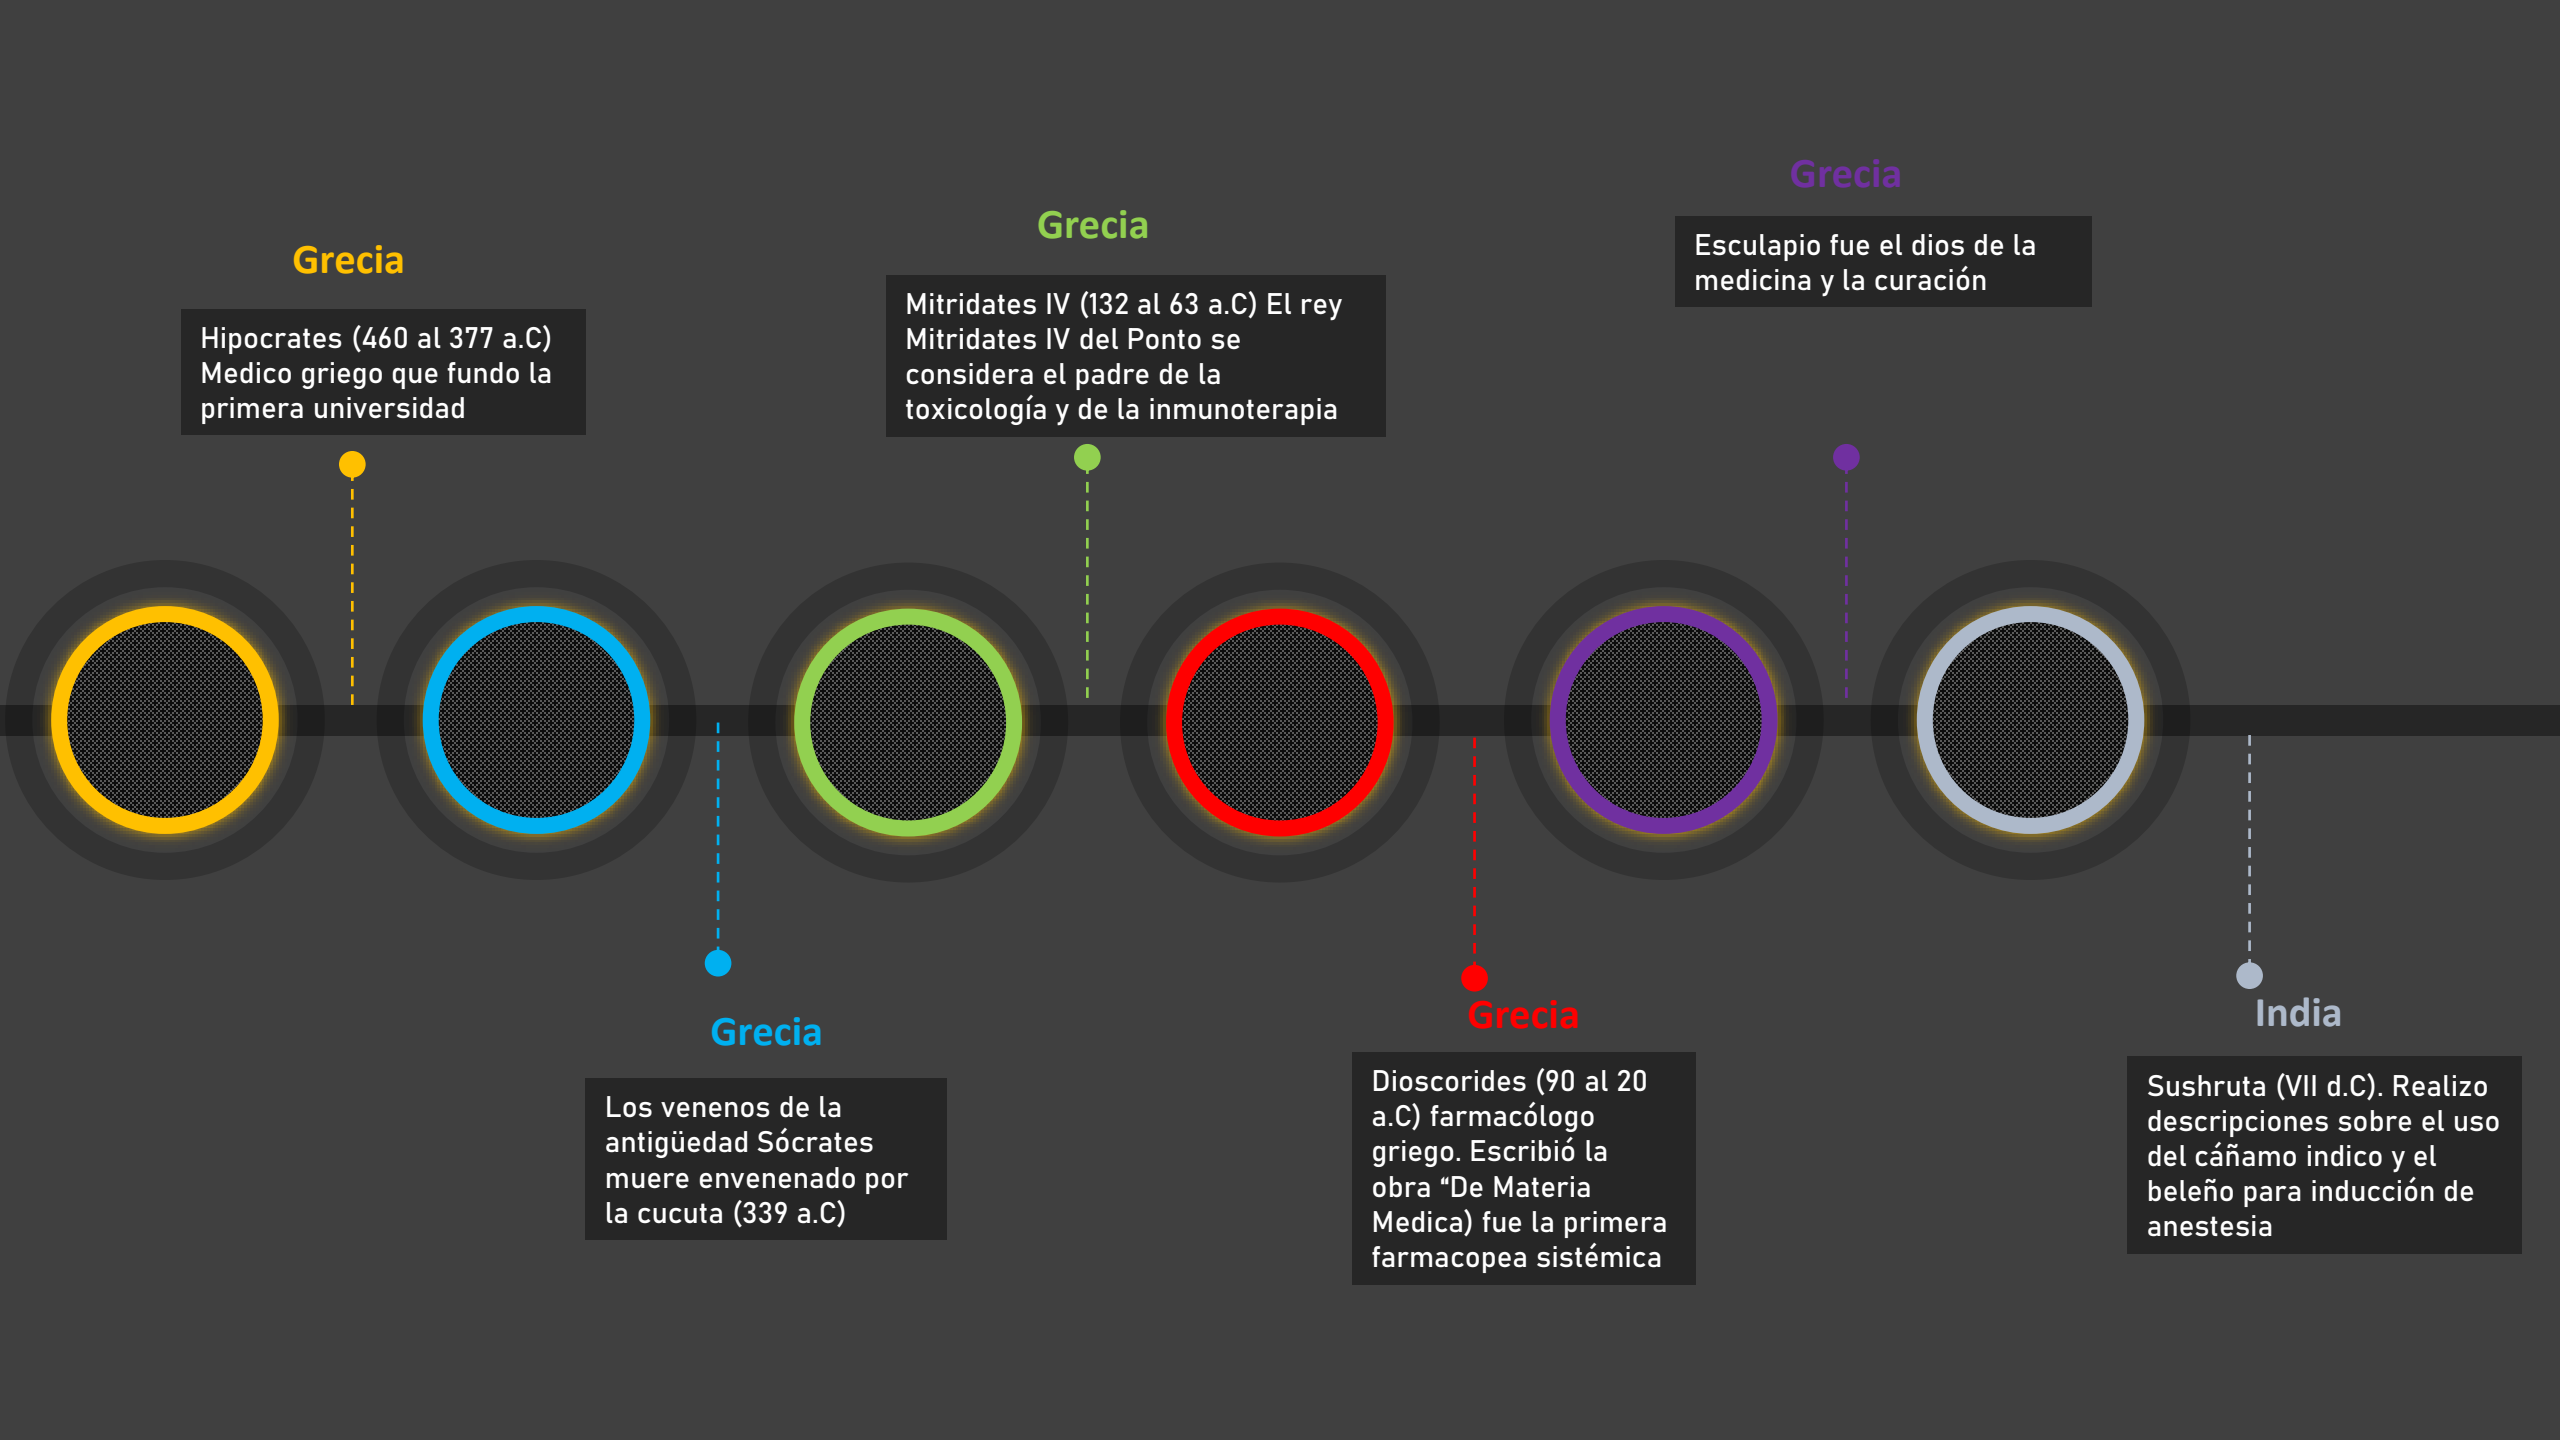 Grecia
Hipocrates (460 al 377 a.C)
Medico griego que fundo la
primera universidad
Grecia
Los venenos de la
antigüedad Sócrates
muere envenenado por
la cucuta (339 a.C)
Grecia
Mitridates IV (132 al 63 a.C) El rey
Mitridates IV del Ponto se
considera el padre de la
toxicología y de la inmunoterapia
Grecia
Dioscorides (90 al 20
a.C) farmacólogo
griego. Escribió la
obra “De Materia
Medica) fue la primera
farmacopea sistémica
Grecia
Esculapio fue el dios de la
medicina y la curación
India
Sushruta (VII d.C). Realizo
descripciones sobre el uso
del cáñamo indico y el
beleño para inducción de
anestesia